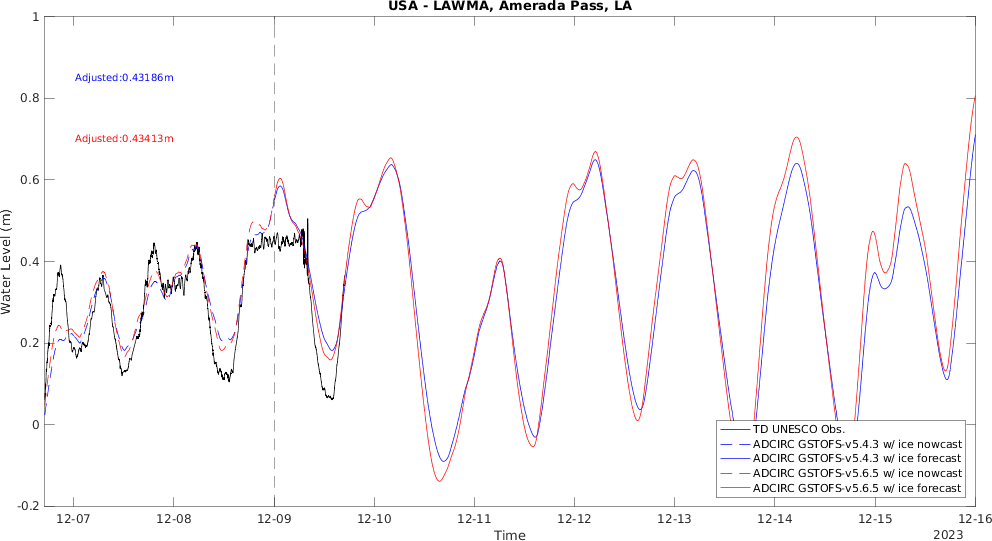 USA - LAWMA, Amerada Pass, LA
1
0.8
0.6
0.4
0.2
0
-0.2
Water Level (m)
Adjusted:0.43186m
Adjusted:0.43413m
TD UNESCO Obs.
ADCIRC GSTOFS-v5.4.3 w/ ice nowcast
ADCIRC GSTOFS-v5.4.3 w/ ice forecast
ADCIRC GSTOFS-v5.6.5 w/ ice nowcast
ADCIRC GSTOFS-v5.6.5 w/ ice forecast
12-07 12-08 12-09 12-10 12-11 12-12 12-13 12-14 12-15 12-16
Time
2023